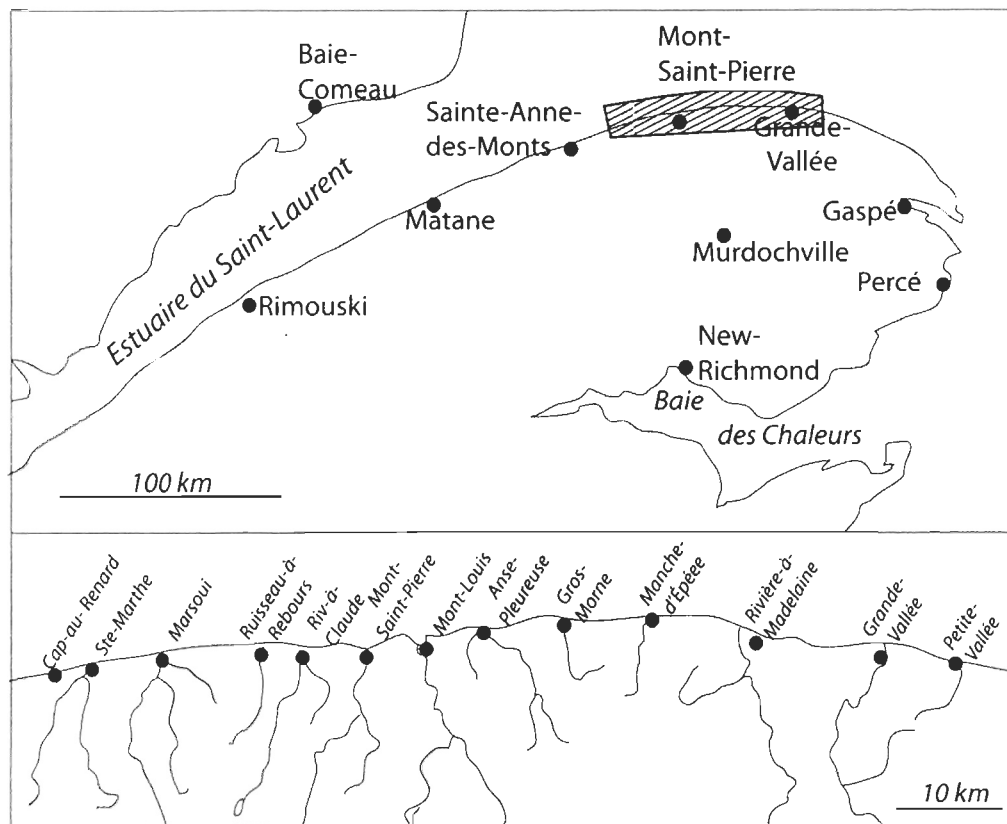 Baie-
Comeau
Mont-
Saint-Pierre
Sainte-Anne-
des-Monts
Grande-
Vallée
Estuaire du Saint-Laurent
Matane
Gaspé
Murdochville
Rimouski
Percé
New-
Richmond
Baie
des Chaleurs
100 km
Cap-au-Renard
Ste-Marthe
Marsoui
Ruisseau-à-
Rebours
Riv-à-
Claude
Mont-
Saint-Pierre
Mont-Louis
Anse-
Pleureuse
Gros-
Morne
Manche-
d'Epéee
Rivière-à-
Madelaine
Grande-
Vallée
Petite-
Vallée
10 km